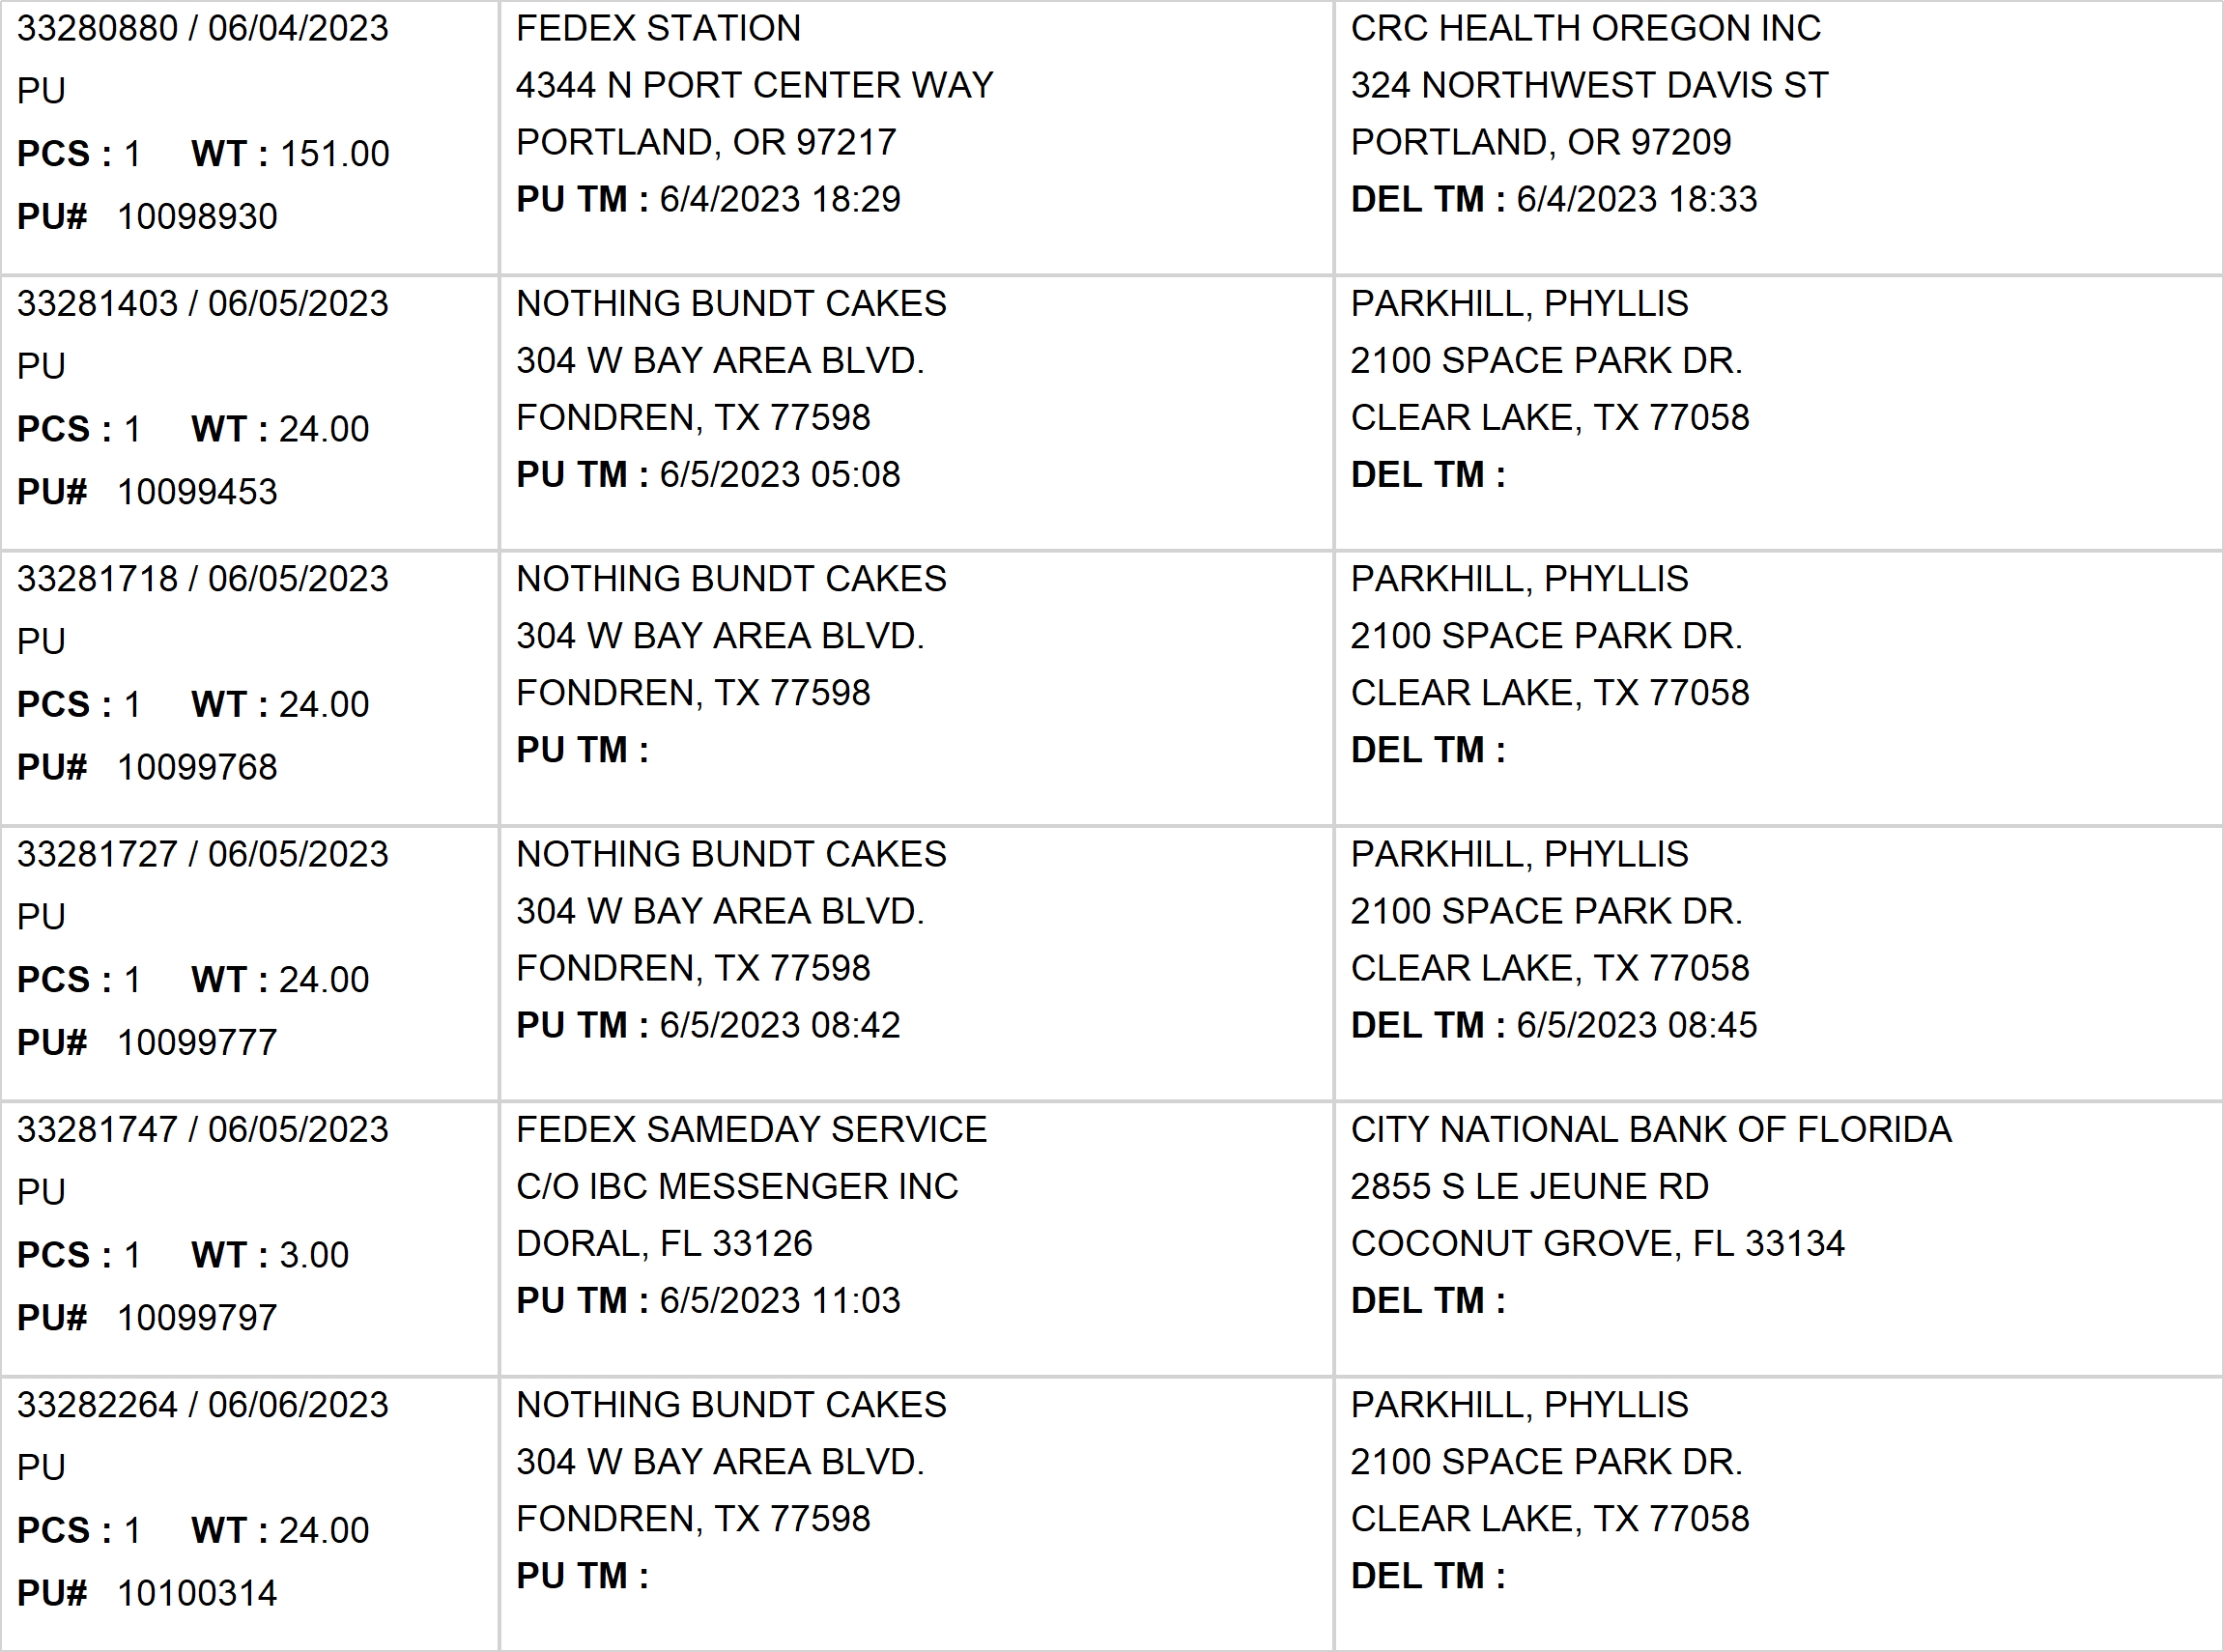 33280880 / 06/04/2023
PU
PCS : 1 WT : 151.00
PU# 10098930
FEDEX STATION
4344 N PORT CENTER WAY
PORTLAND, OR 97217
PU TM : 6/4/2023 18:29
CRC HEALTH OREGON INC
324 NORTHWEST DAVIS ST
PORTLAND, OR 97209
DEL TM : 6/4/2023 18:33
33281403 / 06/05/2023
PU
PCS : 1 WT : 24.00
PU# 10099453
NOTHING BUNDT CAKES
304 W BAY AREA BLVD.
FONDREN, TX 77598
PU TM : 6/5/2023 05:08
PARKHILL, PHYLLIS
2100 SPACE PARK DR.
CLEAR LAKE, TX 77058
DEL TM :
33281718 / 06/05/2023
PU
PCS : 1 WT : 24.00
PU# 10099768
NOTHING BUNDT CAKES
304 W BAY AREA BLVD.
FONDREN, TX 77598
PU TM :
PARKHILL, PHYLLIS
2100 SPACE PARK DR.
CLEAR LAKE, TX 77058
DEL TM :
33281727 / 06/05/2023
PU
PCS : 1 WT : 24.00
PU# 10099777
NOTHING BUNDT CAKES
304 W BAY AREA BLVD.
FONDREN, TX 77598
PU TM : 6/5/2023 08:42
PARKHILL, PHYLLIS
2100 SPACE PARK DR.
CLEAR LAKE, TX 77058
DEL TM : 6/5/2023 08:45
33281747 / 06/05/2023
PU
PCS : 1 WT : 3.00
PU# 10099797
FEDEX SAMEDAY SERVICE
C/O IBC MESSENGER INC
DORAL, FL 33126
PU TM : 6/5/2023 11:03
CITY NATIONAL BANK OF FLORIDA
2855 S LE JEUNE RD
COCONUT GROVE, FL 33134
DEL TM :
33282264 / 06/06/2023
PU
PCS : 1 WT : 24.00
PU# 10100314
NOTHING BUNDT CAKES
304 W BAY AREA BLVD.
FONDREN, TX 77598
PU TM :
PARKHILL, PHYLLIS
2100 SPACE PARK DR.
CLEAR LAKE, TX 77058
DEL TM :